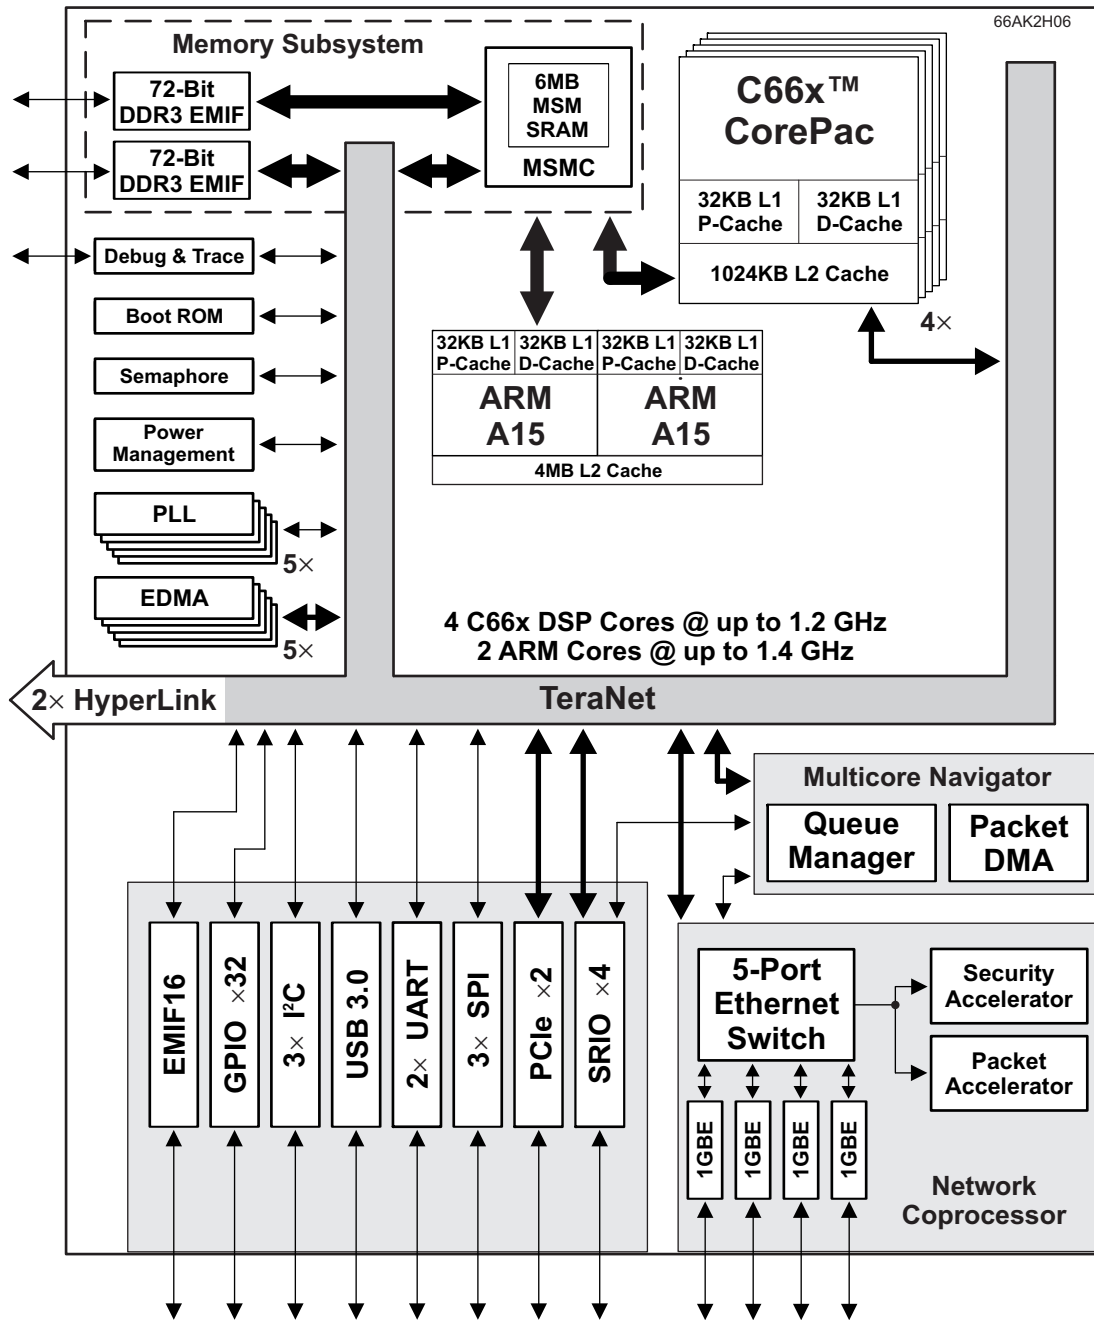 66AK2H06
Memory Subsystem
72-Bit
DDR3 EMIF
72-Bit
DDR3 EMIF
6MB
MSM
SRAM
MSMC
C66x™
CorePac
32KB L1
P-Cache
32KB L1
D-Cache
1024KB L2 Cache
4×
Debug & Trace
Boot ROM
Semaphore
Power
Management
PLL
5×
EDMA
5×
32KB L1
P-Cache
32KB L1
D-Cache
32KB L1
P-Cache
32KB L1
D-Cache
ARM
A15
ARM
A15
4MB L2 Cache
4 C66x DSP Cores @ up to 1.2 GHz
2 ARM Cores @ up to 1.4 GHz
2× HyperLink
TeraNet
Multicore Navigator
Queue
Manager
Packet
DMA
EMIF16
GPIO ×32
3× I²C
USB 3.0
2× UART
3× SPI
PCIe ×2
SRIO ×4
5-Port
Ethernet
Switch
Security
Accelerator
Packet
Accelerator
1GBE
1GBE
1GBE
1GBE
Network
Coprocessor